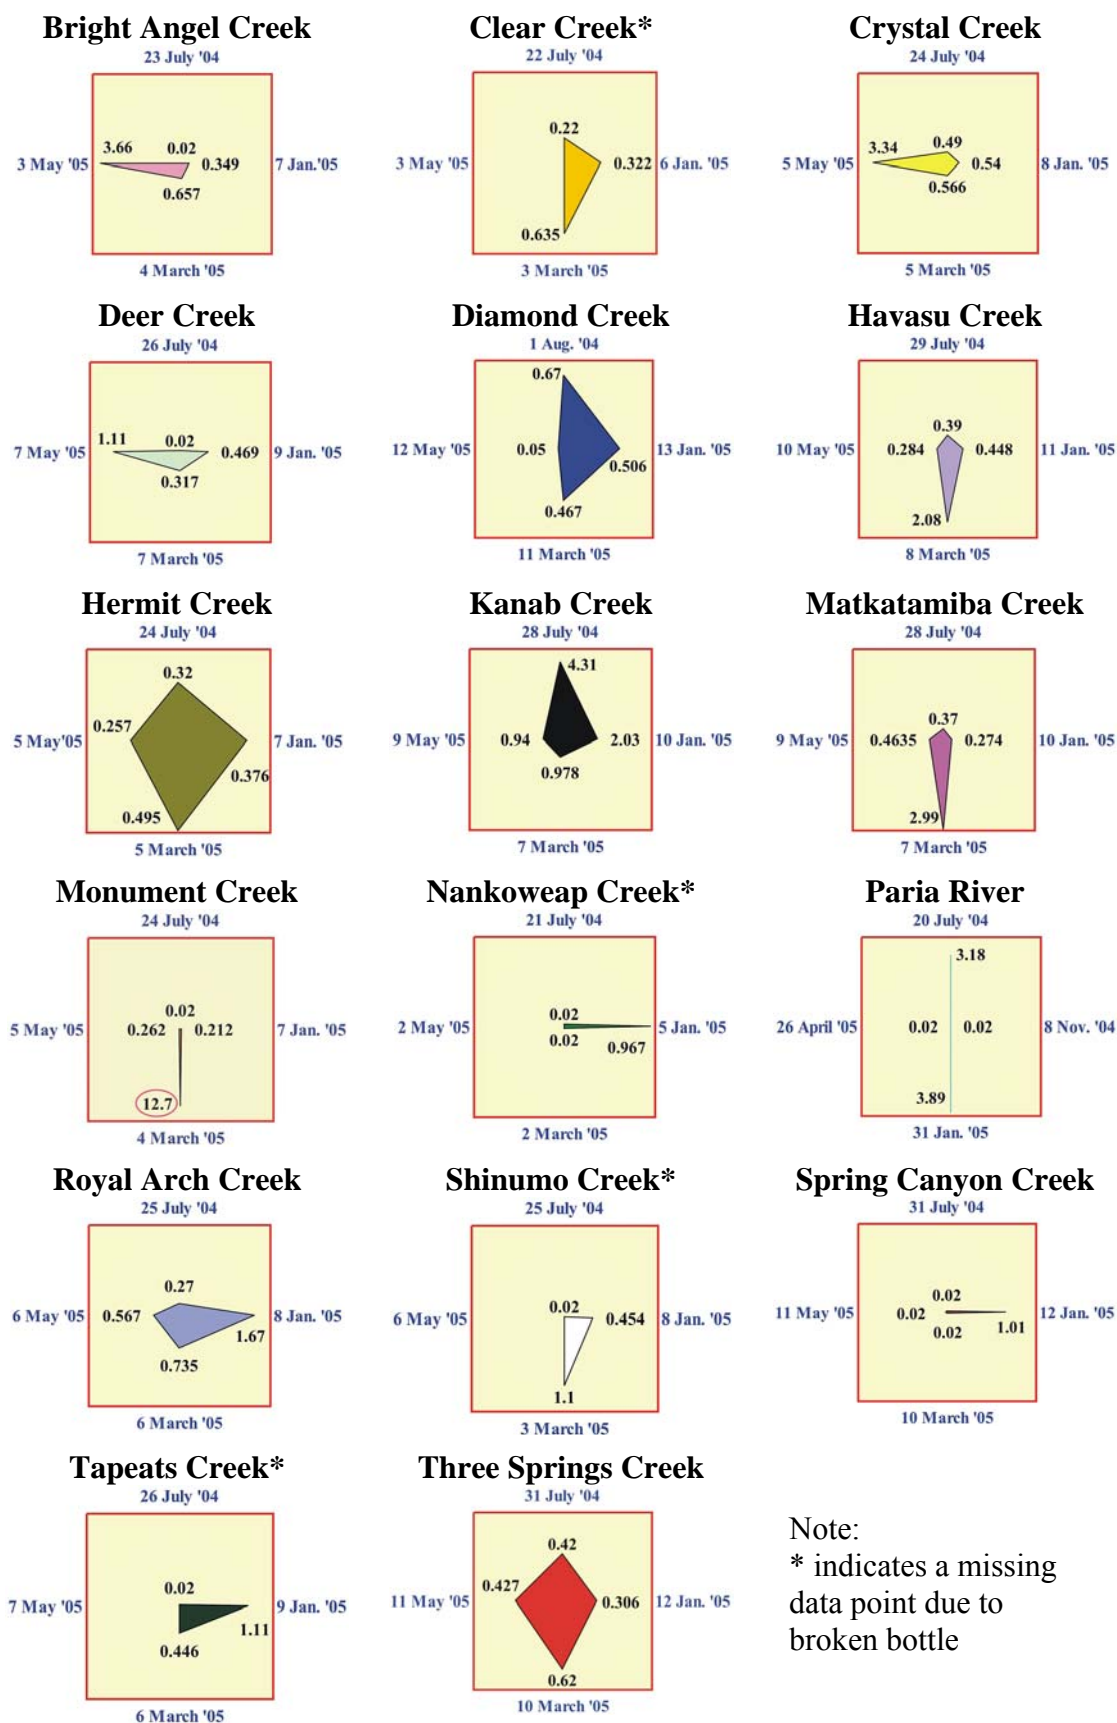 Bright Angel Creek
23 July '04
3 May '05
3.66
0.02
0.349
7 Jan.'05
0.657
4 March '05
Clear Creek*
22 July '04
0.22
3 May '05
0.322
6 Jan. '05
0.635
3 March '05
Crystal Creek
24 July '04
0.49
5 May '05
3.34
0.54
8 Jan. '05
0.566
5 March '05
Deer Creek
26 July '04
7 May '05
1.11
0.02
0.469
9 Jan. '05
0.317
7 March '05
Diamond Creek
1 Aug. '04
0.67
12 May '05
0.05
0.506
13 Jan. '05
0.467
11 March '05
Havasu Creek
29 July '04
0.39
10 May '05
0.284
0.448
11 Jan. '05
2.08
8 March '05
Hermit Creek
24 July '04
0.32
5 May'05
0.257
0.376
7 Jan. '05
0.495
5 March '05
Kanab Creek
28 July '04
4.31
9 May '05
0.94
2.03
10 Jan. '05
0.978
7 March '05
Matkatamiba Creek
28 July '04
0.37
9 May '05
0.4635
0.274
10 Jan. '05
2.99
7 March '05
Monument Creek
24 July '04
0.02
5 May '05
0.262
0.212
7 Jan. '05
12.7
4 March '05
Nankoweap Creek*
21 July '04
0.02
2 May '05
5 Jan. '05
0.02
0.967
2 March '05
Paria River
20 July '04
3.18
26 April '05
0.02
0.02
8 Nov. '04
3.89
31 Jan. '05
Royal Arch Creek
25 July '04
0.27
6 May '05
0.567
1.67
8 Jan. '05
0.735
6 March '05
Shinumo Creek*
25 July '04
0.02
6 May '05
0.454
8 Jan. '05
1.1
3 March '05
Spring Canyon Creek
31 July '04
0.02
11 May '05
0.02
1.01
12 Jan. '05
0.02
10 March '05
Tapeats Creek*
26 July '04
0.02
7 May '05
1.11
9 Jan. '05
0.446
6 March '05
Three Springs Creek
31 July '04
0.42
11 May '05
0.427
0.306
12 Jan. '05
0.62
10 March '05
Note:
* indicates a missing
data point due to
broken bottle